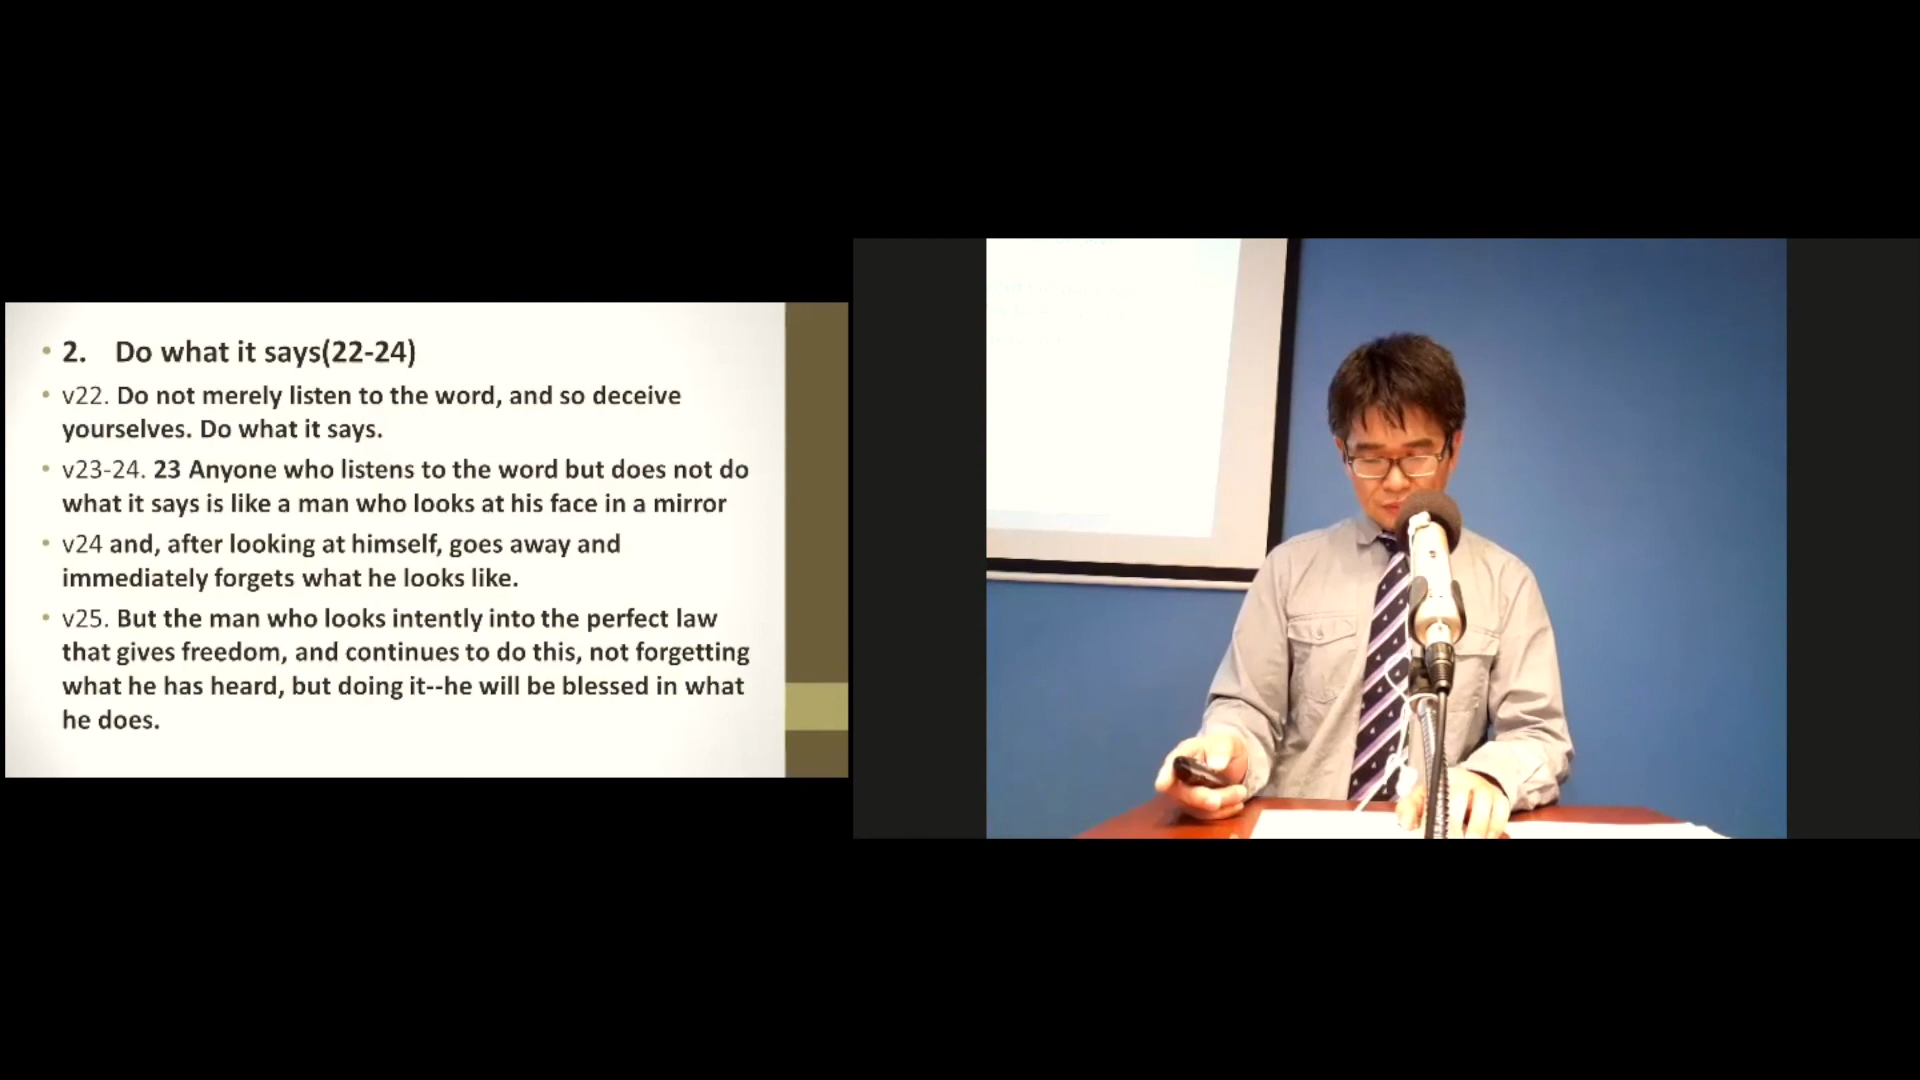 • 2. Do what it says(22-24)
• v22. Do not merely listen to the word, and so deceive
yourselves. Do what it says.
• v23-24. 23 Anyone who listens to the word but does not do
what it says is like a man who looks at his face in a mirror
• v24 and, after looking at himself, goes away and
immediately forgets what he looks like.
• v25. But the man who looks intently into the perfect law
that gives freedom, and continues to do this, not forgetting
what he has heard, but doing it--he will be blessed in what
he does.